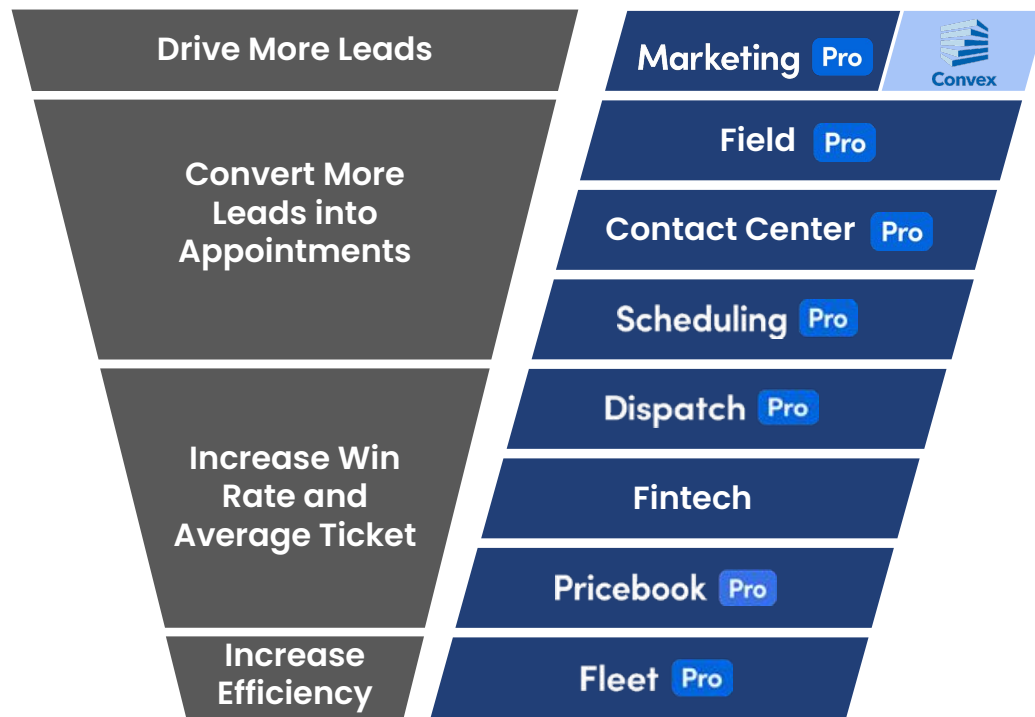 Drive More Leads
Marketing Pro
Convex
Convert More
Leads into
Appointments
Field Pro
Contact Center Pro
Scheduling Pro
Increase Win
Rate and
Average Ticket
Dispatch Pro
Fintech
Pricebook Pro
Increase
Efficiency
Fleet Pro